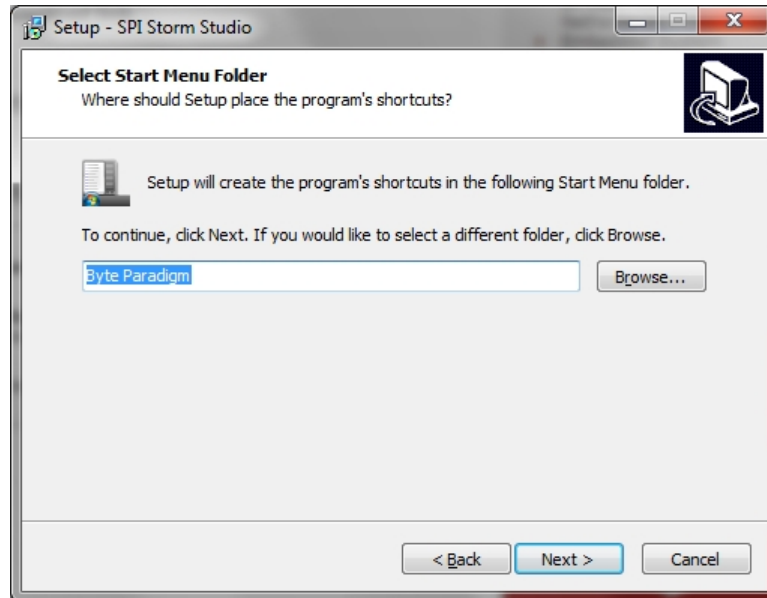 Setup - SPI Storm Studio
Select Start Menu Folder
Where should Setup place the program's shortcuts?
Setup will create the program's shortcuts in the following Start Menu folder.
To continue, click Next. If you would like to select a different folder, click Browse.
Byte Paradigm
Browse...
< Back
Next >
Cancel